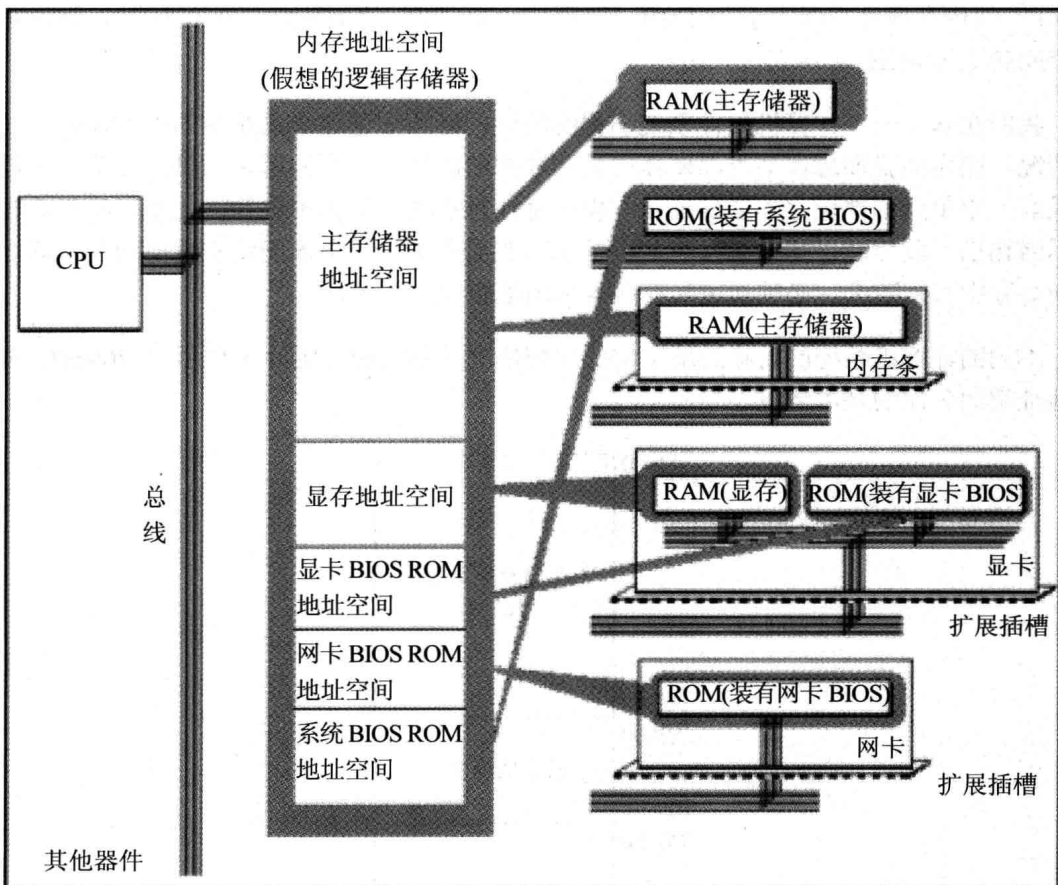 内存地址空间
(假想的逻辑存储器)
RAM(主存储器)
ROM(装有系统 BIOS)
CPU
主存储器
地址空间
RAM(主存储器)
内存条
总
线
显存地址空间
RAM(显存)
ROM(装有显卡 BIOS)
显卡
扩展插槽
显卡 BIOS ROM
地址空间
网卡 BIOS ROM
地址空间
ROM(装有网卡 BIOS)
网卡
扩展插槽
系统 BIOS ROM
地址空间
其他器件